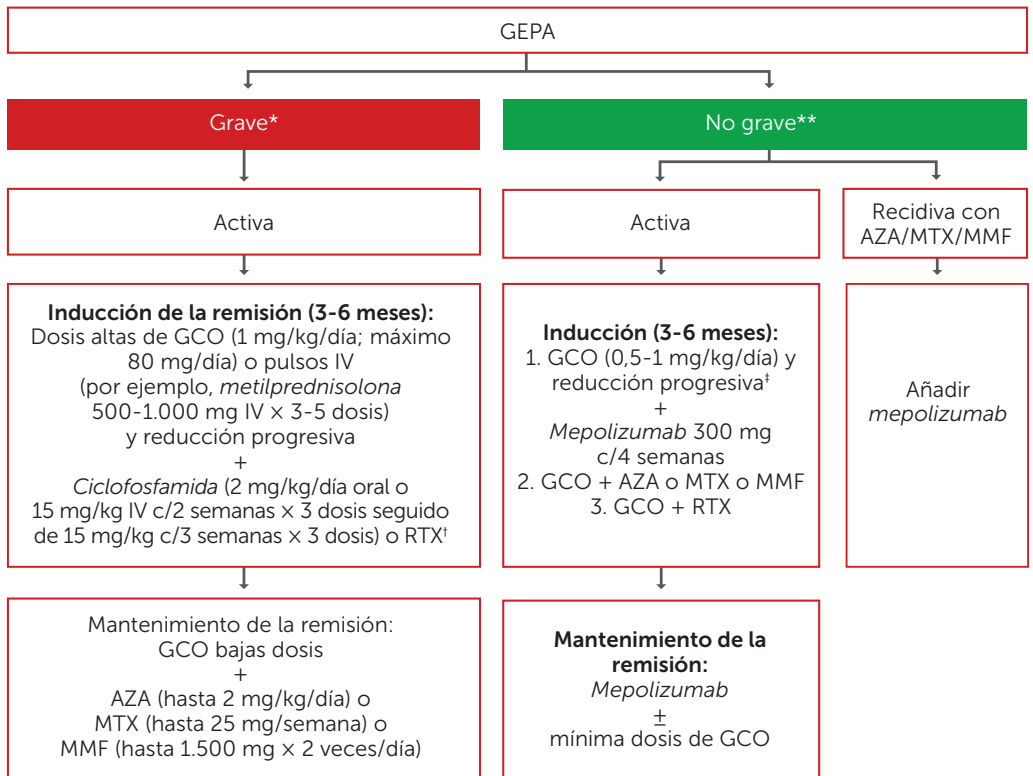 GEPA
Grave*
No grave**
Activa
Activa
Recidiva con
AZA/MTX/MMF
Inducción de la remisión (3-6 meses):
Dosis altas de GCO (1 mg/kg/día; máximo
80 mg/día) o pulsos IV
(por ejemplo, metilprednisolona
500-1.000 mg IV × 3-5 dosis)
y reducción progresiva
+
Ciclofosfamida (2 mg/kg/día oral o
15 mg/kg IV c/2 semanas × 3 dosis seguido
de 15 mg/kg c/3 semanas × 3 dosis) o RTX†
Inducción (3-6 meses):
1. GCO (0,5-1 mg/kg/día) y
reducción progresiva‡
+
Mepolizumab 300 mg
c/4 semanas
2. GCO + AZA o MTX o MMF
3. GCO + RTX
Añadir
mepolizumab
Mantenimiento de la remisión:
GCO bajas dosis
+
AZA (hasta 2 mg/kg/día) o
MTX (hasta 25 mg/semana) o
MMF (hasta 1.500 mg × 2 veces/día)
Mantenimiento de la
remisión:
Mepolizumab
±
mínima dosis de GCO